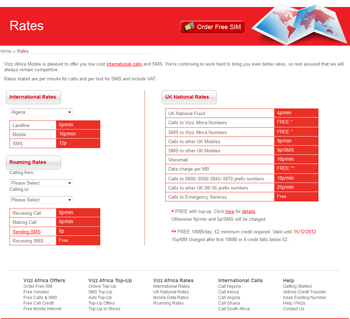 Rates
Order Free SIM
Home ››  Rates
Vizz Africa Mobile is pleased to offer you low cost international calls and SMS. We're continuing to work hard to bring you even better rates, so rest assured that we will
always remain competitive.
Rates stated are per minute for calls and per text for SMS and include VAT.
International Rates
Algeria
Landline 6p/min
Mobile 19p/min
SMS 12p
Roaming Rates
Calling from
Please Select
Calling to
Please Select
Receiving Call 0p/min
Making Call 0p/min
Sending SMS 0p
Receiving SMS Free
UK National Rates
UK National Fixed 4p/min
Calls to Vizz Africa Numbers FREE *
SMS to Vizz Africa Numbers FREE *
Calls to other UK Mobiles 9p/min
SMS to other UK Mobiles 9p/SMS
Voicemail 10p/min
Data charge per MB FREE **
Calls to 0800/ 0500/ 0845/ 0870 prefix numbers 10p/min
Calls to other UK 08/ 05 prefix numbers 25p/min
Calls to Emergency Services Free
* FREE with top-up. Click here for details
Otherwise 9p/min and 5p/SMS will be charged.
** FREE 10MB/day. £2 minimum credit required. Valid until 15/12/2012
15p/MB charged after first 10MB or if credit falls below £2
Vizz Africa Offers
Order Free SIM
Free minutes
Free Calls & SMS
Free Call Credit
Free Mobile Internet
Vizz Africa Top-Up
Online Top-Up
SMS Top-Up
Auto Top-Up
Top-Up Offers
Top-Up in Stores
Vizz Africa Rates
International Rates
UK National Rates
Mobile Data Rates
Roaming Rates
International Calls
Call Nigeria
Call Kenya
Call Angola
Call Ghana
Call India
Help
Getting Started
Airtime Credit Transfer
Keep Existing Number
Help / FAQs
Contact Us